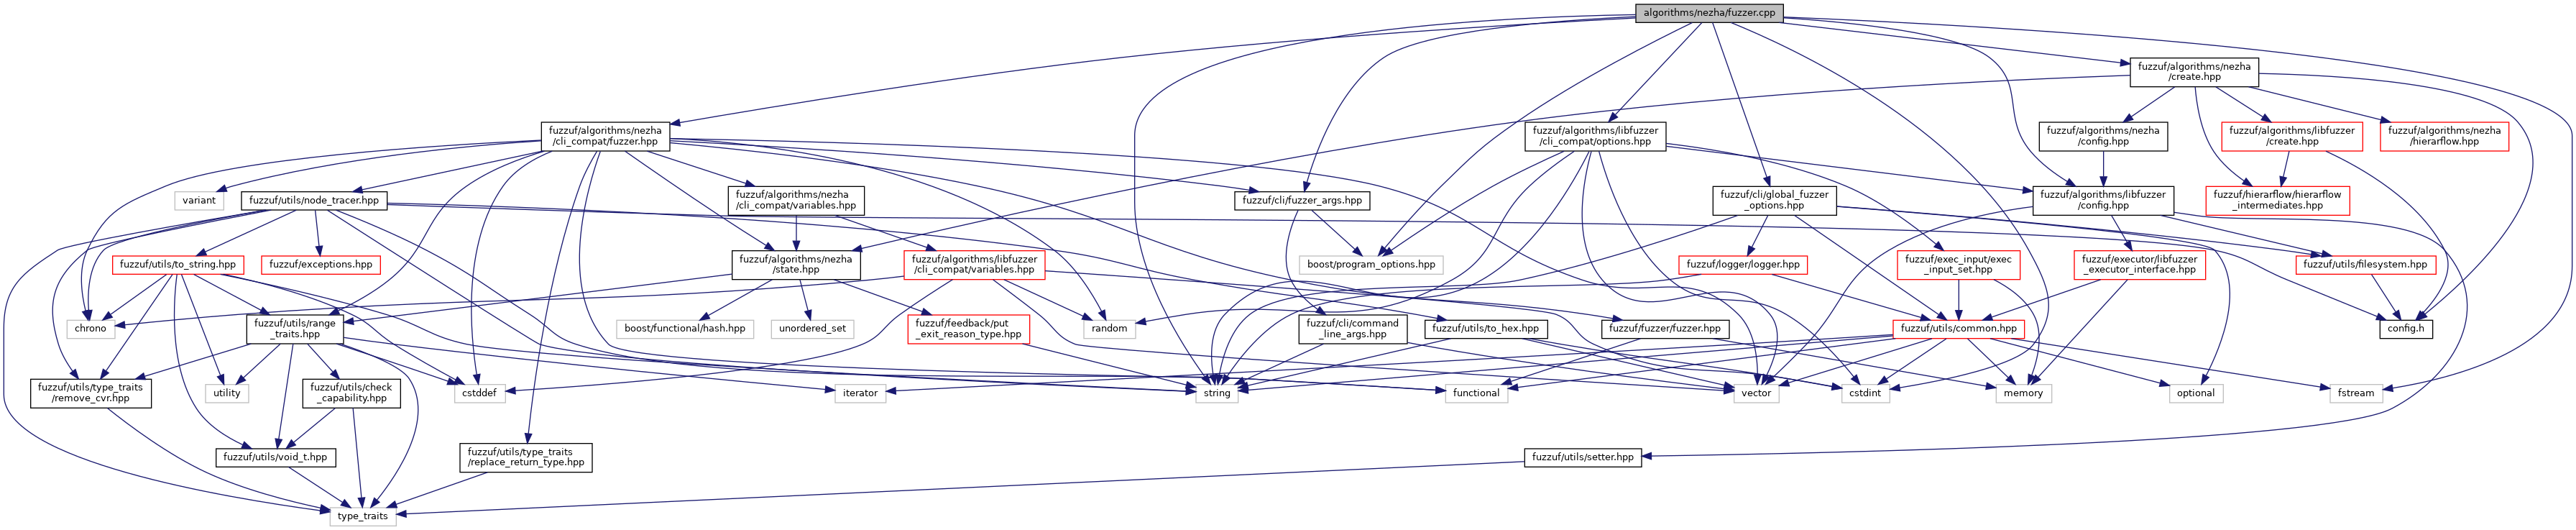 algorithms/nezha/fuzzer.cpp
fuzzuf/algorithms/nezha
/create.hpp
fuzzuf/algorithms/nezha
/cli_compat/fuzzer.hpp
fuzzuf/algorithms/libfuzzer
/cli_compat/options.hpp
fuzzuf/algorithms/nezha
/config.hpp
fuzzuf/algorithms/libfuzzer
/create.hpp
fuzzuf/algorithms/nezha
/hierarflow.hpp
variant
fuzzuf/utils/node_tracer.hpp
fuzzuf/algorithms/nezha
/cli_compat/variables.hpp
fuzzuf/cli/fuzzer_args.hpp
fuzzuf/cli/global_fuzzer
_options.hpp
fuzzuf/algorithms/libfuzzer
/config.hpp
fuzzuf/hierarflow/hierarflow
_intermediates.hpp
fuzzuf/utils/to_string.hpp
fuzzuf/exceptions.hpp
fuzzuf/algorithms/nezha
/state.hpp
fuzzuf/algorithms/libfuzzer
/cli_compat/variables.hpp
boost/program_options.hpp
fuzzuf/logger/logger.hpp
fuzzuf/exec_input/exec
_input_set.hpp
fuzzuf/executor/libfuzzer
_executor_interface.hpp
fuzzuf/utils/filesystem.hpp
chrono
fuzzuf/utils/range
_traits.hpp
boost/functional/hash.hpp
unordered_set
fuzzuf/feedback/put
_exit_reason_type.hpp
random
fuzzuf/cli/command
_line_args.hpp
fuzzuf/utils/to_hex.hpp
fuzzuf/fuzzer/fuzzer.hpp
fuzzuf/utils/common.hpp
config.h
fuzzuf/utils/type_traits
/remove_cvr.hpp
utility
fuzzuf/utils/check
_capability.hpp
cstddef
iterator
string
functional
vector
cstdint
memory
optional
fstream
fuzzuf/utils/void_t.hpp
fuzzuf/utils/type_traits
/replace_return_type.hpp
fuzzuf/utils/setter.hpp
type_traits